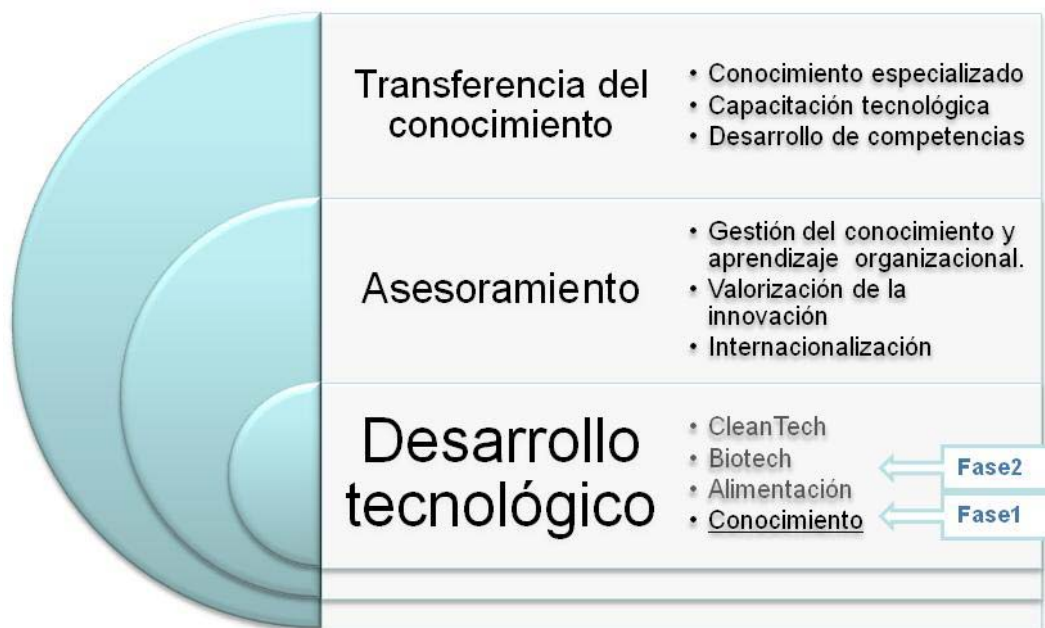 Transferencia del
conocimiento
• Conocimiento especializado
• Capacitación tecnológica
• Desarrollo de competencias
Asesoramiento
• Gestión del conocimiento y
aprendizaje organizacional.
• Valorización de la
innovación
• Internacionalización
Desarrollo
tecnológico
• CleanTech
• Biotech
• Alimentación
• Conocimiento
Fase2
Fase1